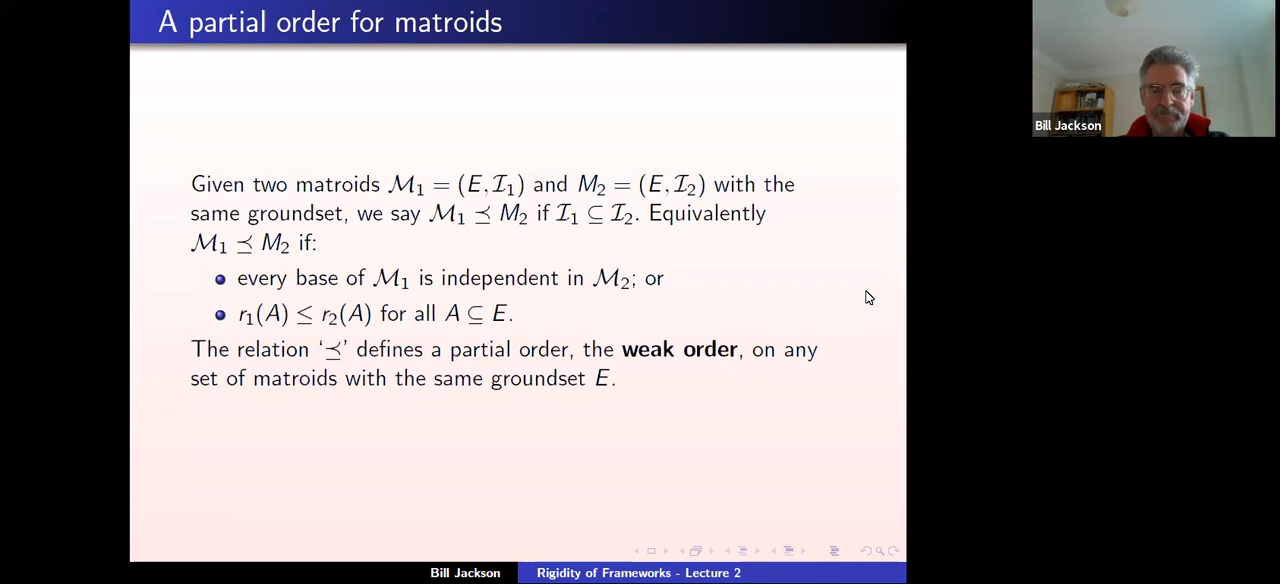 A partial order for matroids
Bill Jackson
Given two matroids ℳ₁ = (E, ℐ₁) and M₂ = (E, ℐ₂) with the
same groundset, we say ℳ₁ ⪯ M₂ if ℐ₁ ⊆ ℐ₂. Equivalently
ℳ₁ ⪯ M₂ if:
every base of ℳ₁ is independent in ℳ₂; or
r₁(A) ≤ r₂(A) for all A ⊆ E.
The relation ‘⪯’ defines a partial order, the weak order, on any
set of matroids with the same groundset E.
Bill Jackson
Rigidity of Frameworks - Lecture 2